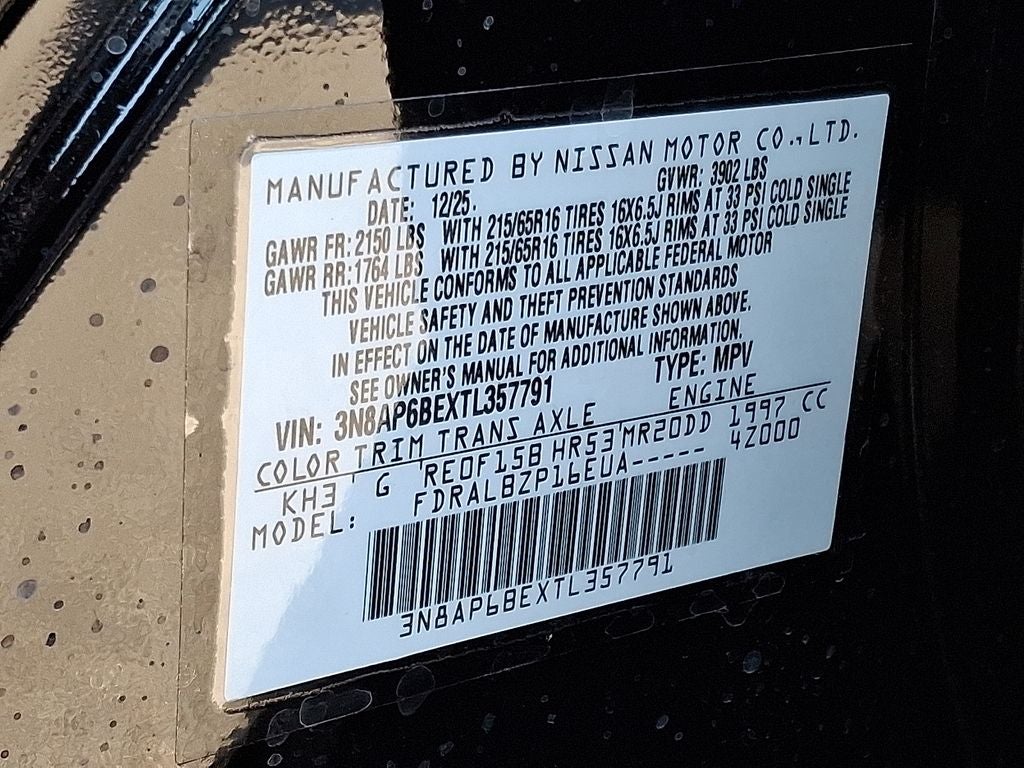 MANUFACTURED BY NISSAN MOTOR CO.,LTD.
DATE: 12/25. GVWR: 3902 LBS
GAWR FR: 2150 LBS WITH 215/65R16 TIRES 16X6.5J RIMS AT 33 PSI COLD SINGLE
GAWR RR: 1764 LBS WITH 215/65R16 TIRES 16X6.5J RIMS AT 33 PSI COLD SINGLE
THIS VEHICLE CONFORMS TO ALL APPLICABLE FEDERAL MOTOR
VEHICLE SAFETY AND THEFT PREVENTION STANDARDS
IN EFFECT ON THE DATE OF MANUFACTURE SHOWN ABOVE.
SEE OWNER'S MANUAL FOR ADDITIONAL INFORMATION.
VIN: 3N8AP6BEXTL357791 TYPE: MPV
COLOR TRIM TRANS AXLE ENGINE
KH3 G RE0F15B HR53 MR20DD 1997 CC
MODEL: FDRALBZP16EUA----- 4Z000
3N8AP6BEXTL357791